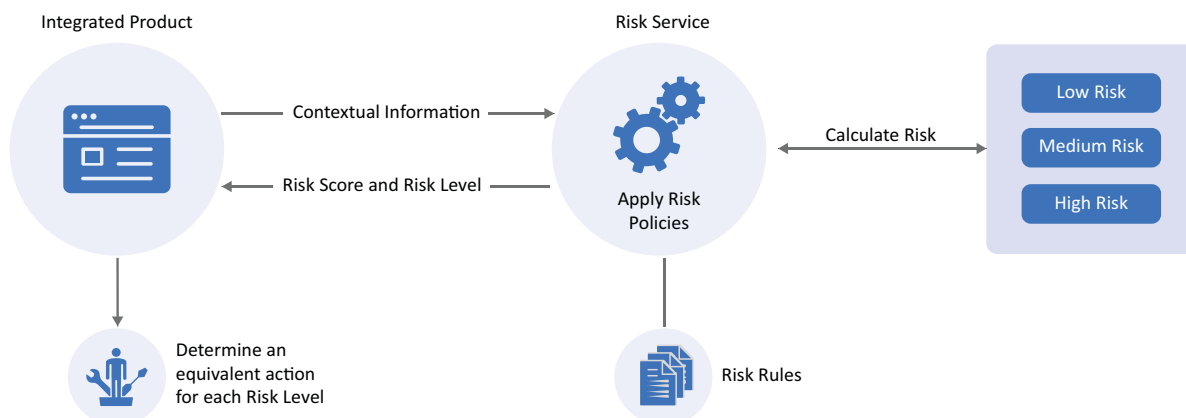 Integrated Product
Risk Service
Contextual Information
Risk Score and Risk Level
Apply Risk
Policies
Calculate Risk
Low Risk
Medium Risk
High Risk
Determine an
equivalent action
for each Risk Level
Risk Rules